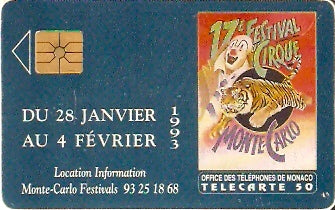 17e FESTIVAL
CIRQUE
MONTE CARLO
DU 28 JANVIER
AU 4 FÉVRIER
1993
Location Information
Monte-Carlo Festivals 93 25 18 68
OFFICE DES TÉLÉPHONES DE MONACO
TELECARTE 50